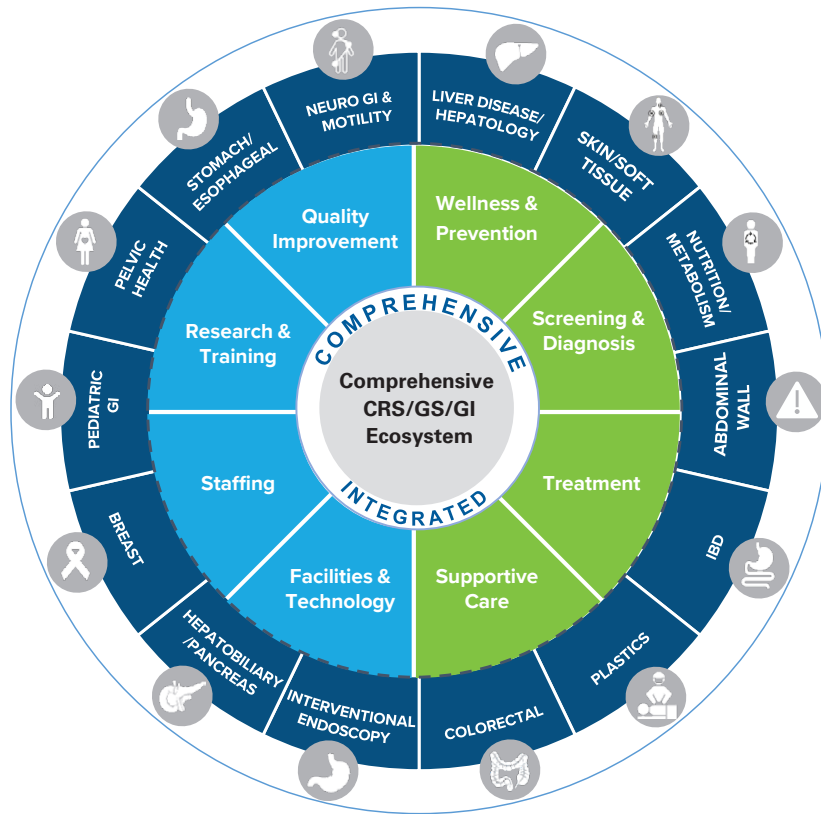 NEURO GI &
MOTILITY
LIVER DISEASE/
HEPATOLOGY
SKIN/SOFT
TISSUE
NUTRITION/
METABOLISM
ABDOMINAL
WALL
IBD
PLASTICS
COLORECTAL
INTERVENTIONAL
ENDOSCOPY
HEPATOBILIARY
/PANCREAS
BREAST
PEDIATRIC
GI
PELVIC
HEALTH
STOMACH/
ESOPHAGEAL
Quality
Improvement
Wellness &
Prevention
Screening &
Diagnosis
Treatment
Supportive
Care
Facilities &
Technology
Staffing
Research &
Training
COMPREHENSIVE
Comprehensive
CRS/GS/GI
Ecosystem
INTEGRATED